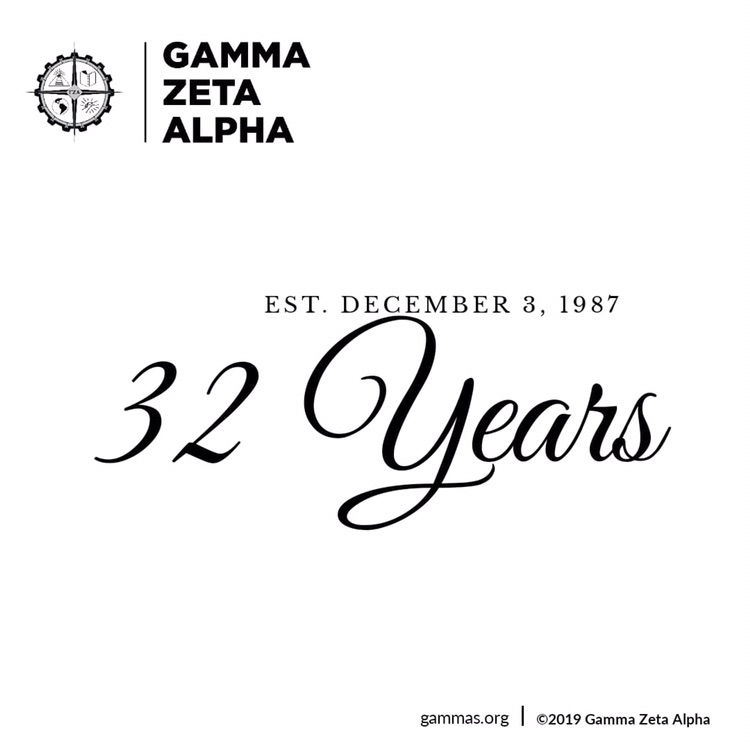 GAMMA
ZETA
ALPHA
EST. DECEMBER 3, 1987
32 Years
gammas.org | ©2019 Gamma Zeta Alpha